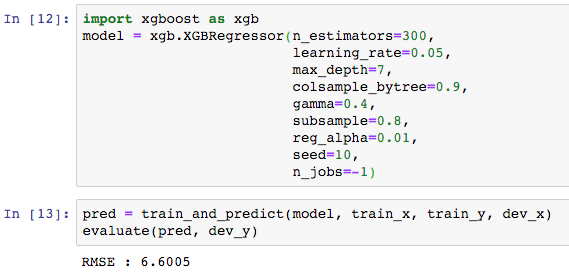 In [12]: import xgboost as xgb
model = xgb.XGBRegressor(n_estimators=300,
learning_rate=0.05,
max_depth=7,
colsample_bytree=0.9,
gamma=0.4,
subsample=0.8,
reg_alpha=0.01,
seed=10,
n_jobs=-1)
In [13]: pred = train_and_predict(model, train_x, train_y, dev_x)
evaluate(pred, dev_y)
RMSE : 6.6005